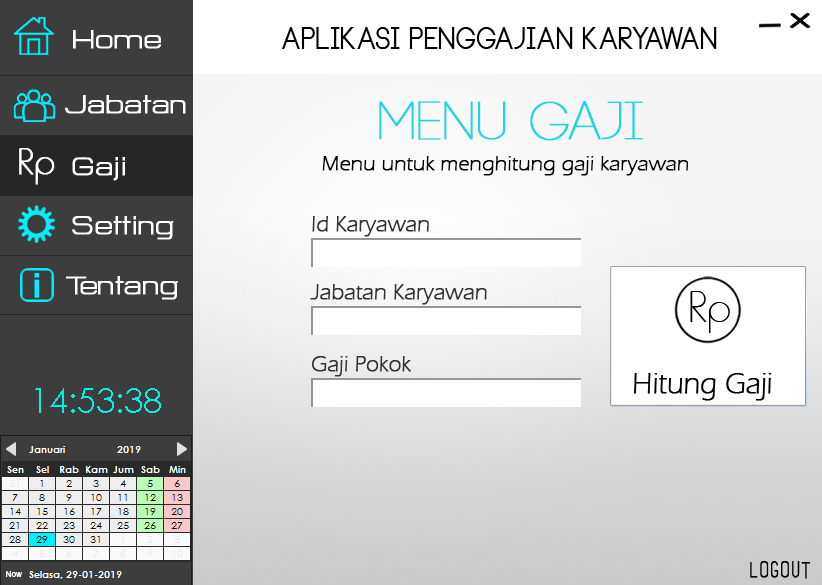 Home
Jabatan
Rp Gaji
Setting
Tentang
14:53:38
Januari 2019
Sen Sel Rab Kam Jum Sab Min
31 1 2 3 4 5 6
7 8 9 10 11 12 13
14 15 16 17 18 19 20
21 22 23 24 25 26 27
28 29 30 31 1 2 3
4 5 6 7 8 9 10
Now Selasa, 29-01-2019
APLIKASI PENGGAJIAN KARYAWAN
MENU GAJI
Menu untuk menghitung gaji karyawan
Id Karyawan
Jabatan Karyawan
Gaji Pokok
Rp
Hitung Gaji
LOGOUT